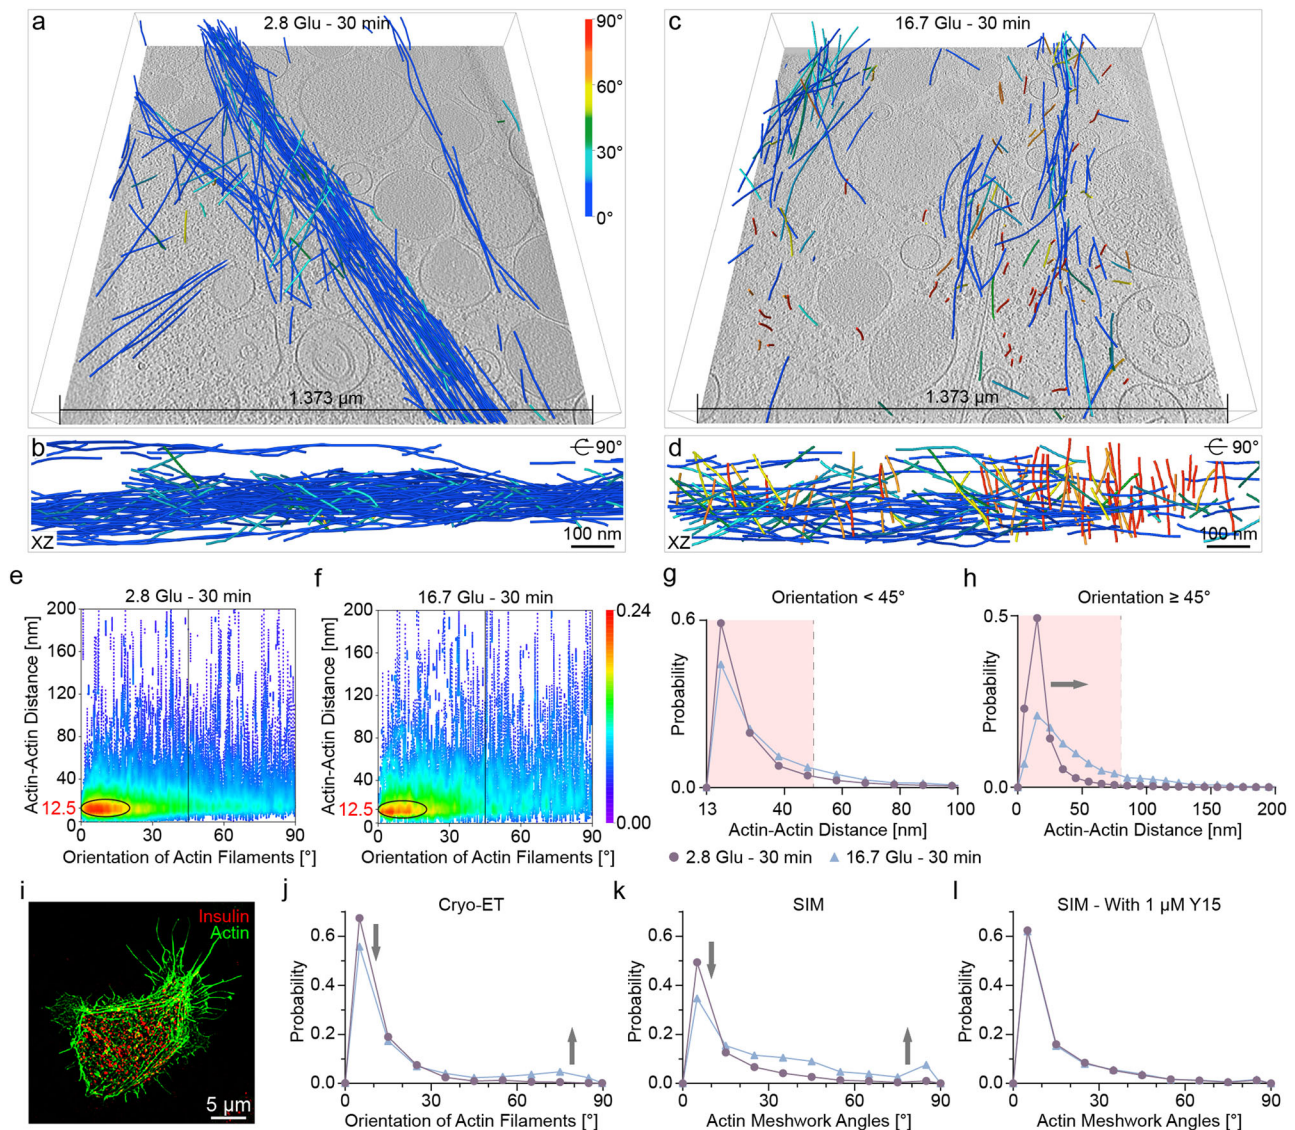 a
2.8 Glu - 30 min
90°
60°
30°
0°
1.373 µm
c
16.7 Glu - 30 min
1.373 µm
b
90°
XZ
100 nm
d
90°
XZ
100 nm
e
2.8 Glu - 30 min
Actin-Actin Distance [nm]
200
160
120
80
40
12.5
0
0
30
60
90
Orientation of Actin Filaments [°]
f
16.7 Glu - 30 min
200
160
120
80
40
12.5
0
0
30
60
90
Orientation of Actin Filaments [°]
0.24
0.00
g
Orientation < 45°
Probability
0.6
0.0
13
40
60
80
100
Actin-Actin Distance [nm]
h
Orientation ≥ 45°
Probability
0.5
0.0
0
50
100
150
200
Actin-Actin Distance [nm]
2.8 Glu - 30 min
16.7 Glu - 30 min
i
Insulin
Actin
5 µm
j
Cryo-ET
Probability
0.6
0.4
0.2
0.0
0
30
60
90
Orientation of Actin Filaments [°]
k
SIM
Probability
0.6
0.4
0.2
0.0
0
30
60
90
Actin Meshwork Angles [°]
l
SIM - With 1 µM Y15
Probability
0.6
0.4
0.2
0.0
0
30
60
90
Actin Meshwork Angles [°]